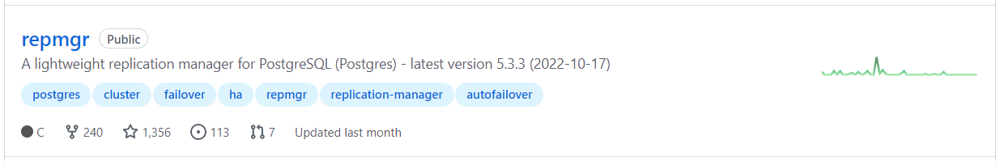 repmgr Public
A lightweight replication manager for PostgreSQL (Postgres) - latest version 5.3.3 (2022-10-17)
postgres cluster failover ha repmgr replication-manager autofailover
C 240 1,356 113 7 Updated last month